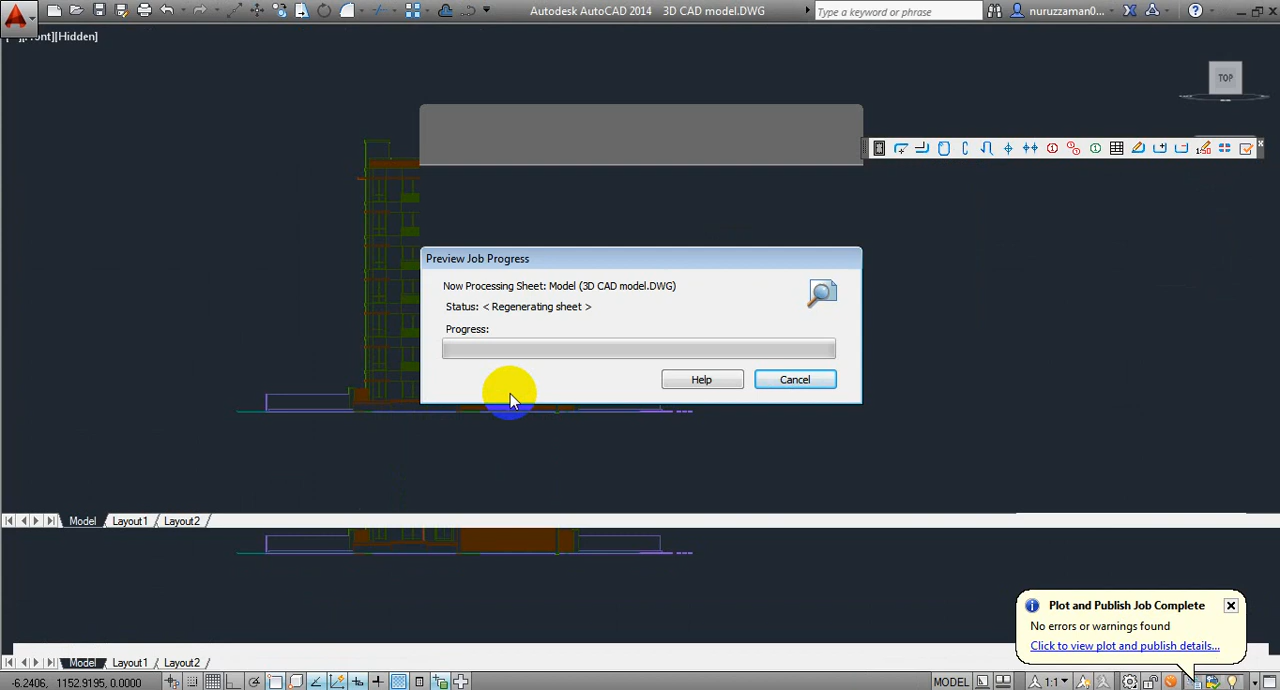 Autodesk AutoCAD 2014 3D CAD model.DWG
Type a keyword or phrase
nuruzzaman0...
[Hidden]
TOP
Preview Job Progress
Now Processing Sheet: Model (3D CAD model.DWG)
Status: < Regenerating sheet >
Progress:
Help Cancel
Model Layout1 Layout2
Plot and Publish Job Complete
No errors or warnings found
Click to view plot and publish details...
Model Layout1 Layout2
-6.2406, 1152.9195, 0.0000
MODEL
1:1